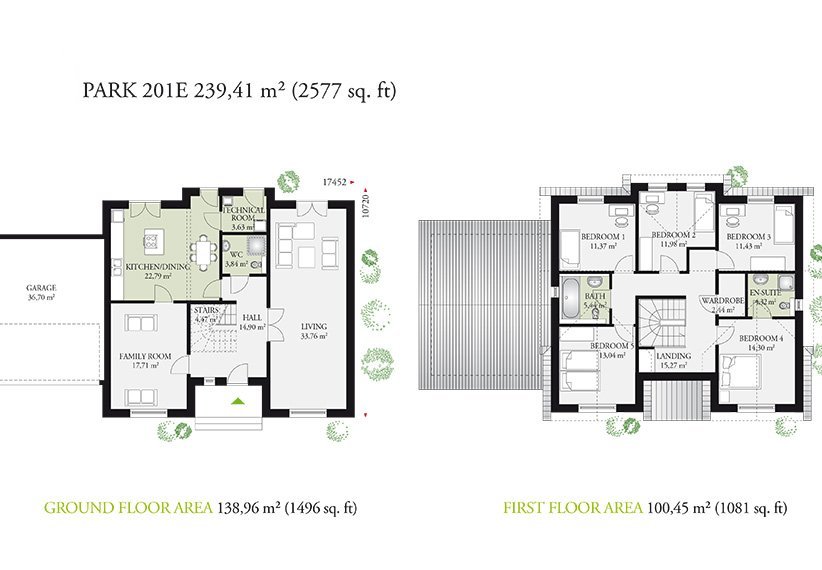 PARK 201E 239,41 m² (2577 sq. ft)
17452
10720
TECHNICAL
ROOM
3.63 m²
WC
3,84 m²
KITCHEN/DINING
22,79 m²
GARAGE
36,70 m²
STAIRS
4,47 m²
HALL
14,90 m²
LIVING
33.76 m²
FAMILY ROOM
17,71 m²
GROUND FLOOR AREA 138,96 m² (1496 sq. ft)
BEDROOM 1
11,37 m²
BEDROOM 2
11,98 m²
BEDROOM 3
11,43 m²
BATH
5,44 m²
EN SUITE
4,32 m²
WARDROBE
2,44 m²
BEDROOM 5
13,04 m²
LANDING
15,27 m²
BEDROOM 4
14,30 m²
FIRST FLOOR AREA 100,45 m² (1081 sq. ft)